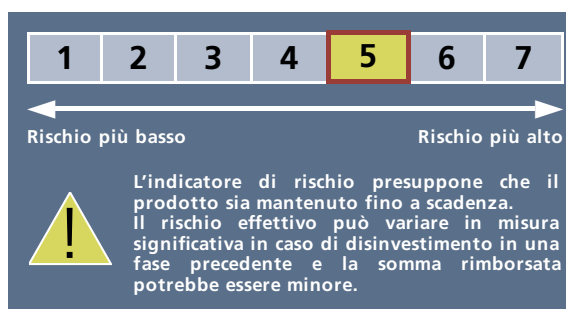 1 2 3 4 5 6 7
Rischio più basso Rischio più alto
L’indicatore di rischio presuppone che il
prodotto sia mantenuto fino a scadenza.
Il rischio effettivo può variare in misura
significativa in caso di disinvestimento in una
fase precedente e la somma rimborsata
potrebbe essere minore.
!